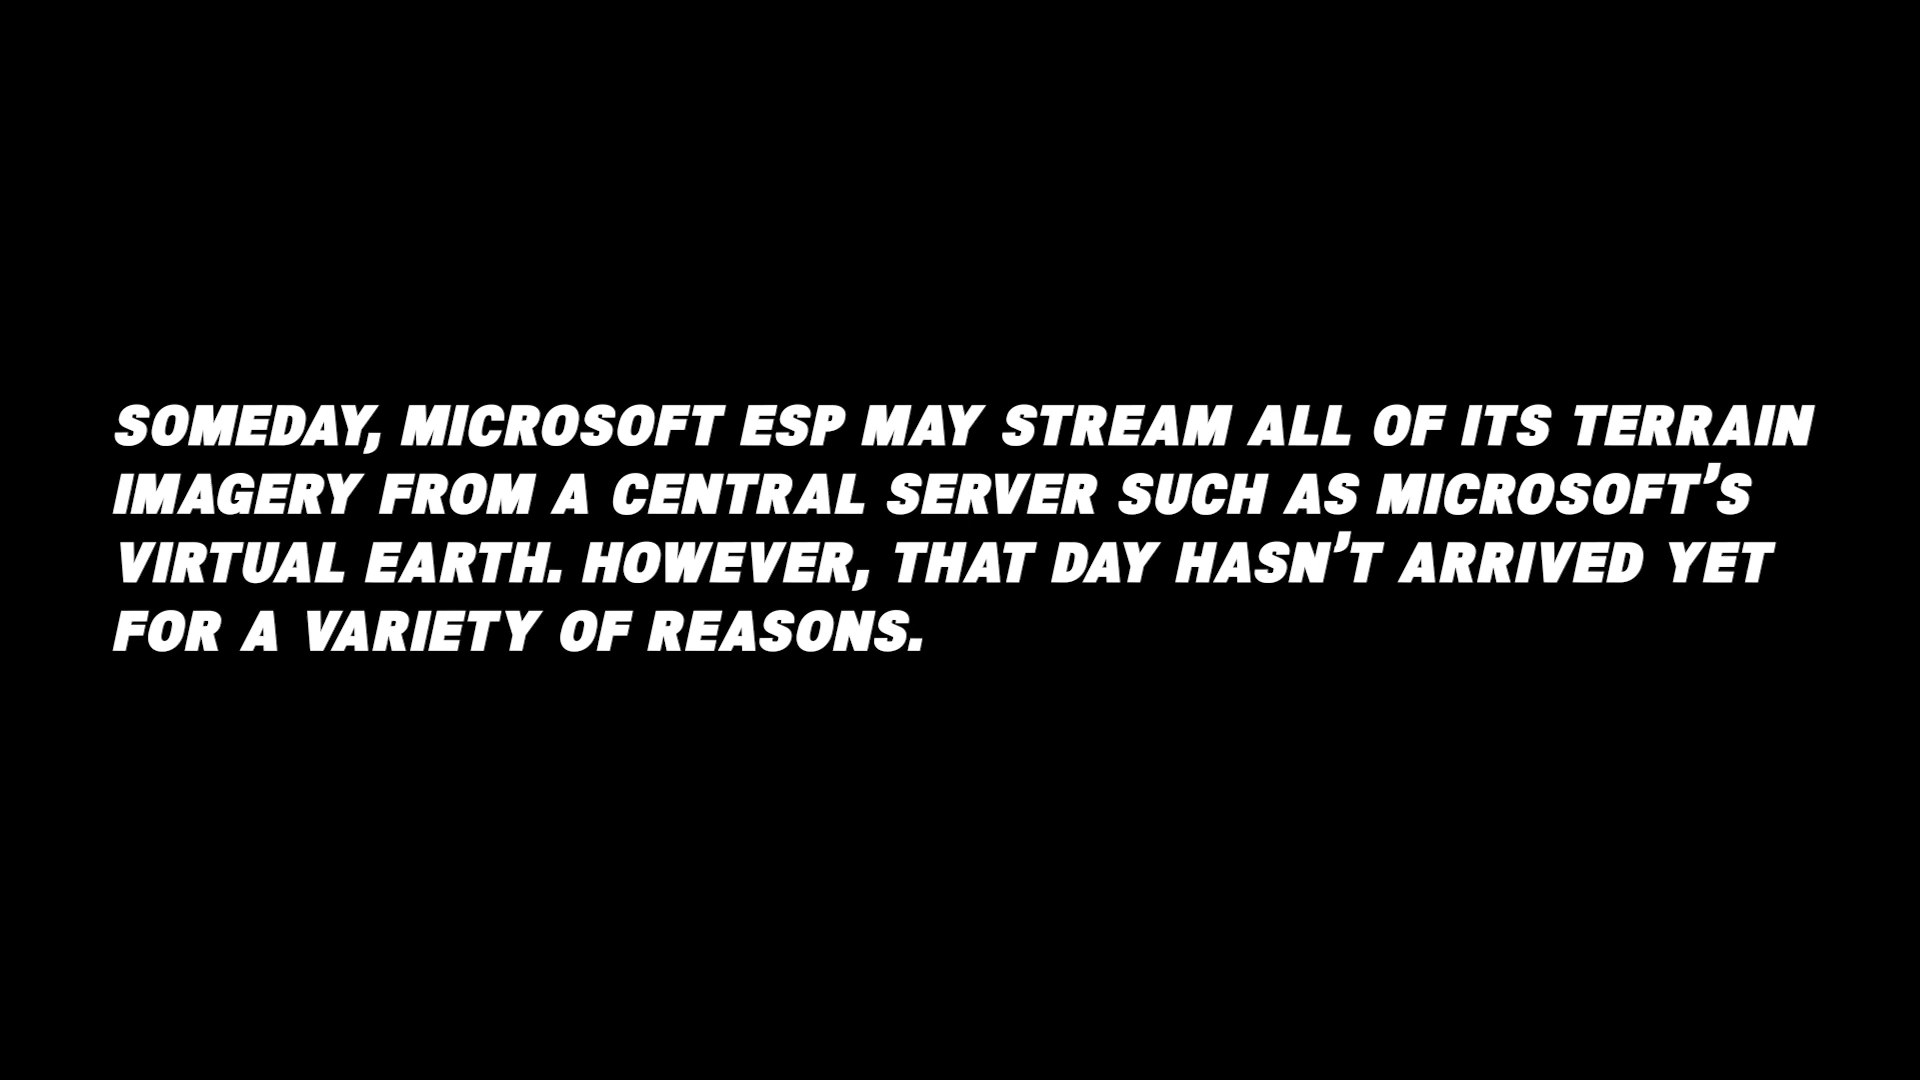 SOMEDAY, MICROSOFT ESP MAY STREAM ALL OF ITS TERRAIN
IMAGERY FROM A CENTRAL SERVER SUCH AS MICROSOFT'S
VIRTUAL EARTH. HOWEVER, THAT DAY HASN'T ARRIVED YET
FOR A VARIETY OF REASONS.